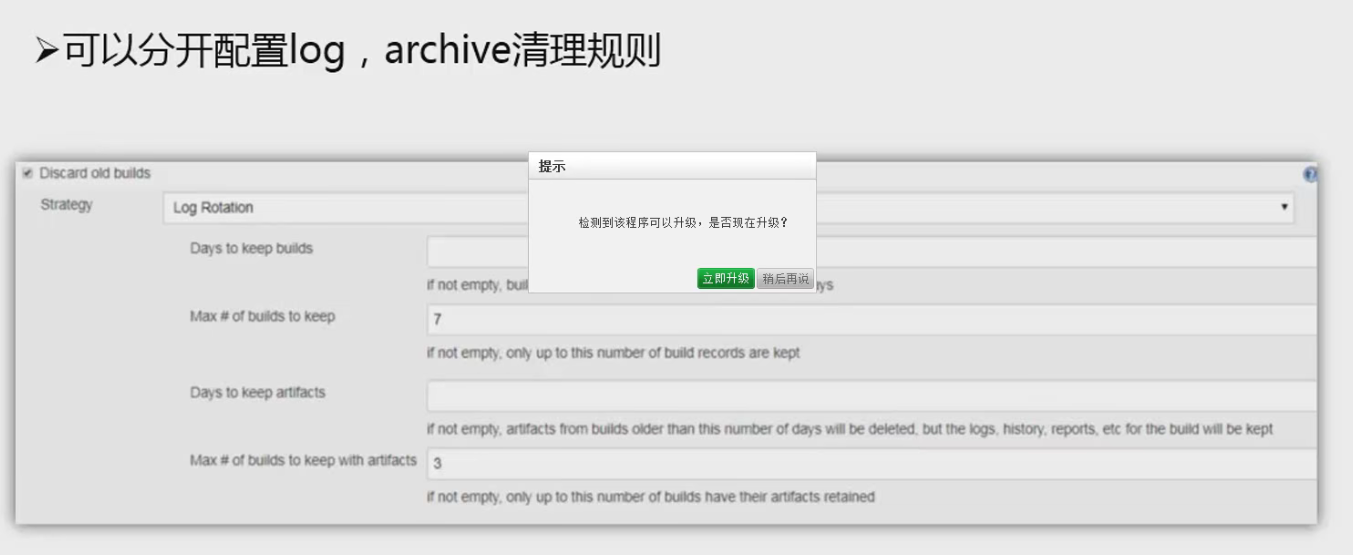 ➢可以分开配置log，archive清理规则
提示
检测到该程序可以升级，是否现在升级？
立即升级 稍后再说
Discard old builds
Strategy
Log Rotation
Days to keep builds
if not empty,
Max # of builds to keep
7
if not empty, only up to this number of build records are kept
Days to keep artifacts
if not empty, artifacts from builds older than this number of days will be deleted, but the logs, history, reports, etc for the build will be kept
Max # of builds to keep with artifacts
3
if not empty, only up to this number of builds have their artifacts retained